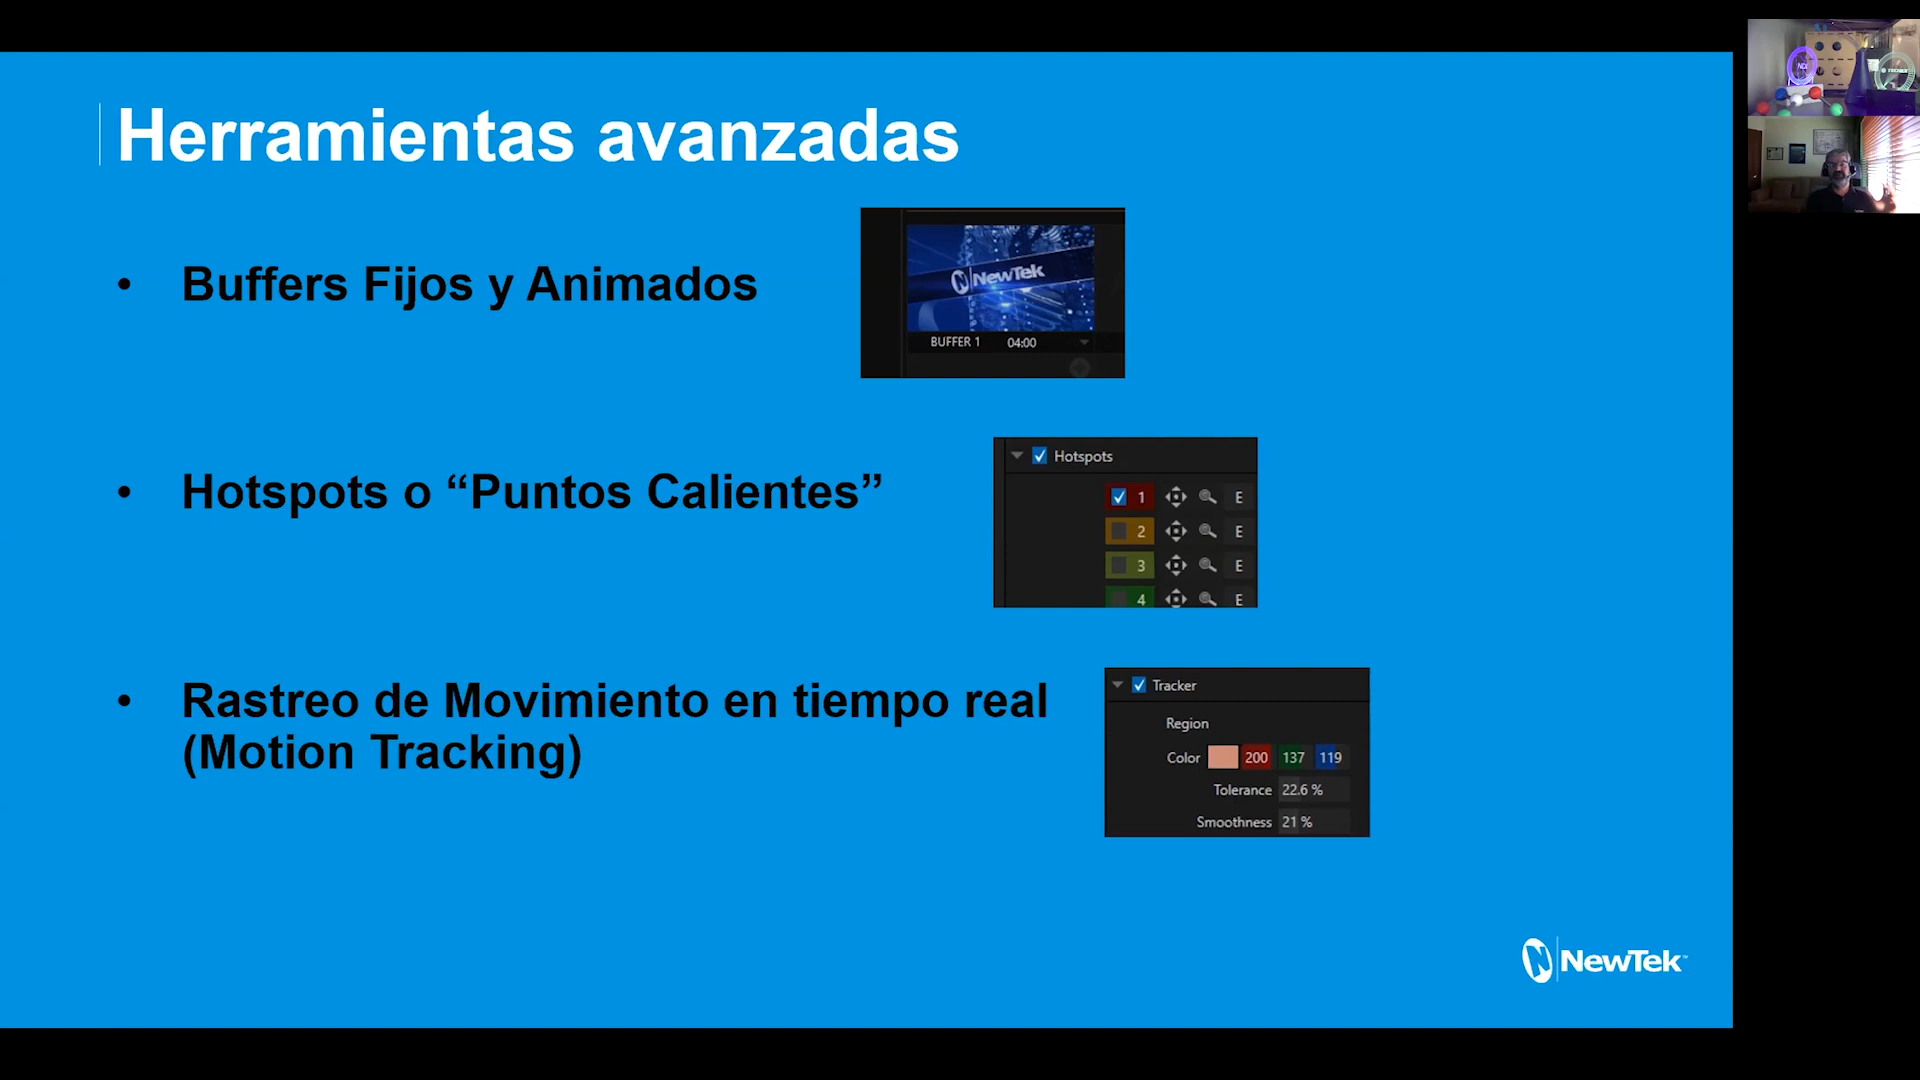 Herramientas avanzadas
• Buffers Fijos y Animados
NewTek
BUFFER 1 04:00
• Hotspots o “Puntos Calientes”
Hotspots
1 E
2 E
3 E
4 E
• Rastreo de Movimiento en tiempo real
(Motion Tracking)
Tracker
Region
Color 200 137 119
Tolerance 22.6 %
Smoothness 21 %
NewTek™